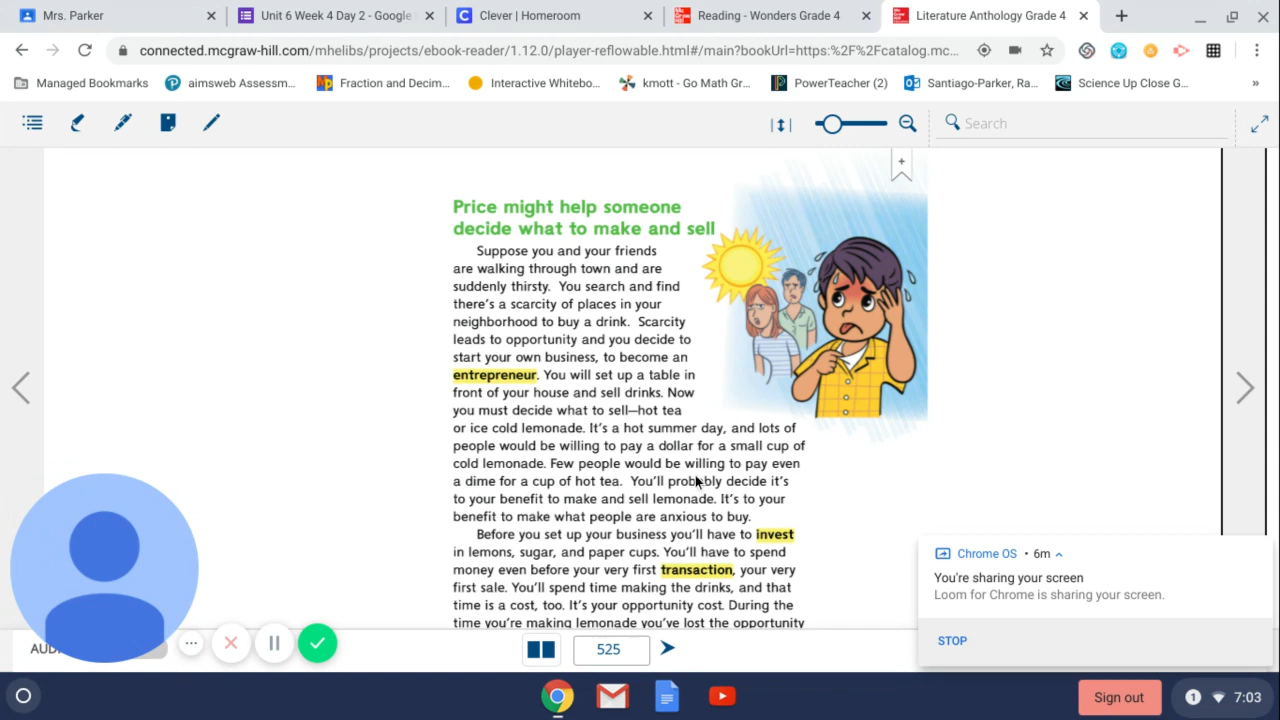 Mrs. Parker
Unit 6 Week 4 Day 2 - Google
Clever | Homeroom
Reading - Wonders Grade 4
Literature Anthology Grade 4
connected.mcgraw-hill.com/mhelibs/projects/ebook-reader/1.12.0/player-reflowable.html#/main?bookUrl=https:%2F%2Fcatalog.mc...
Managed Bookmarks
aimsweb Assessm...
Fraction and Decim...
Interactive Whitebo...
kmott - Go Math Gr...
PowerTeacher (2)
Santiago-Parker, Ra...
Science Up Close G...
Search
Price might help someone
decide what to make and sell
Suppose you and your friends
are walking through town and are
suddenly thirsty. You search and find
there's a scarcity of places in your
neighborhood to buy a drink. Scarcity
leads to opportunity and you decide to
start your own business, to become an
entrepreneur. You will set up a table in
front of your house and sell drinks. Now
you must decide what to sell—hot tea
or ice cold lemonade. It's a hot summer day, and lots of
people would be willing to pay a dollar for a small cup of
cold lemonade. Few people would be willing to pay even
a dime for a cup of hot tea. You'll probably decide it's
to your benefit to make and sell lemonade. It's to your
benefit to make what people are anxious to buy.
Before you set up your business you'll have to invest
in lemons, sugar, and paper cups. You'll have to spend
money even before your very first transaction, your very
first sale. You'll spend time making the drinks, and that
time is a cost, too. It's your opportunity cost. During the
time you're making lemonade you've lost the opportunity
Chrome OS • 6m
You're sharing your screen
Loom for Chrome is sharing your screen.
STOP
525
Sign out
1
7:03